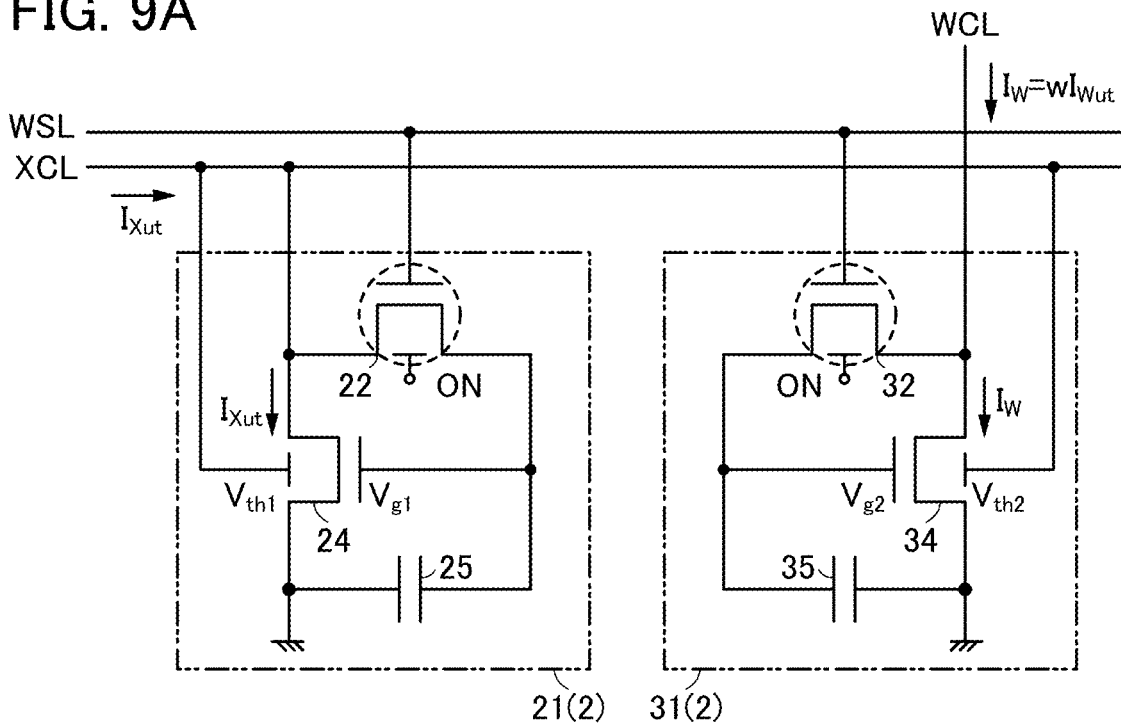 FIG. 9A
WCL
I_W=wI_Wut
WSL
XCL
I_Xut
22
ON
ON
32
I_Xut
I_W
V_th1
V_g1
V_g2
V_th2
24
34
25
35
21(2)
31(2)